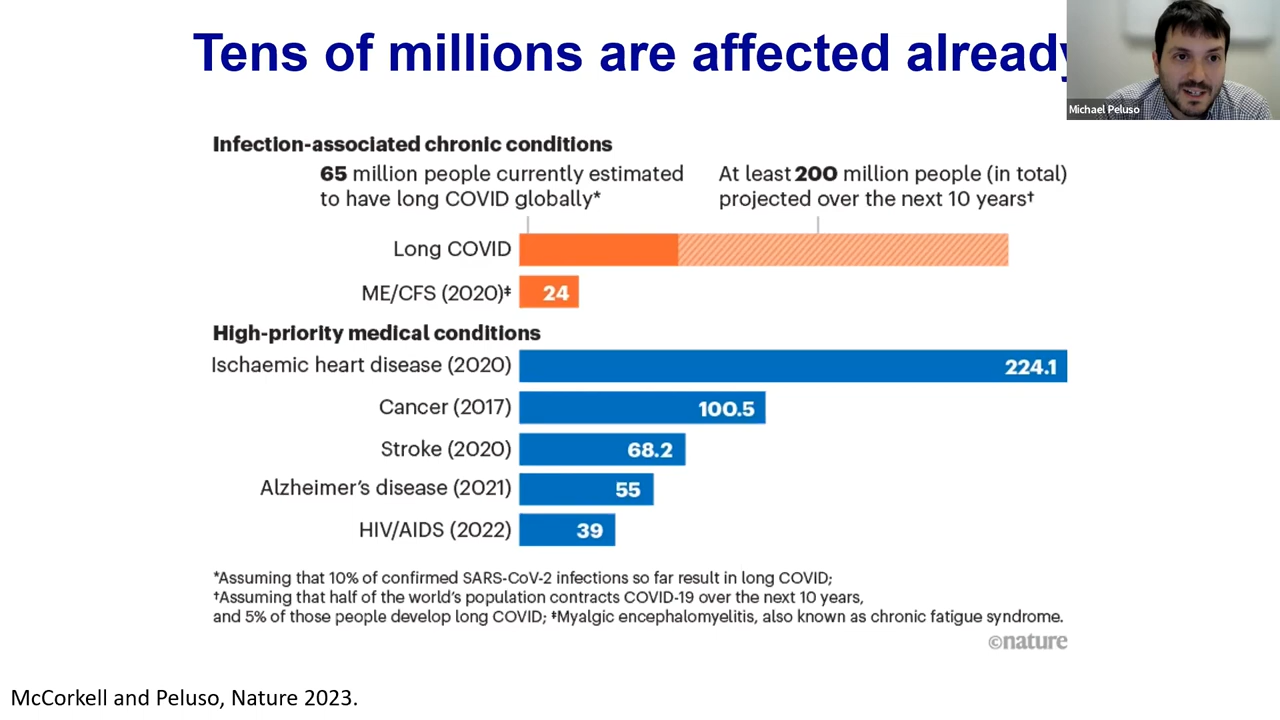 Tens of millions are affected already
Michael Peluso
Infection-associated chronic conditions
65 million people currently estimated
to have long COVID globally*
At least 200 million people (in total)
projected over the next 10 years†
Long COVID
ME/CFS (2020)‡ 24
High-priority medical conditions
Ischaemic heart disease (2020) 224.1
Cancer (2017) 100.5
Stroke (2020) 68.2
Alzheimer’s disease (2021) 55
HIV/AIDS (2022) 39
*Assuming that 10% of confirmed SARS-CoV-2 infections so far result in long COVID;
†Assuming that half of the world’s population contracts COVID-19 over the next 10 years,
and 5% of those people develop long COVID; ‡Myalgic encephalomyelitis, also known as chronic fatigue syndrome.
©nature
McCorkell and Peluso, Nature 2023.